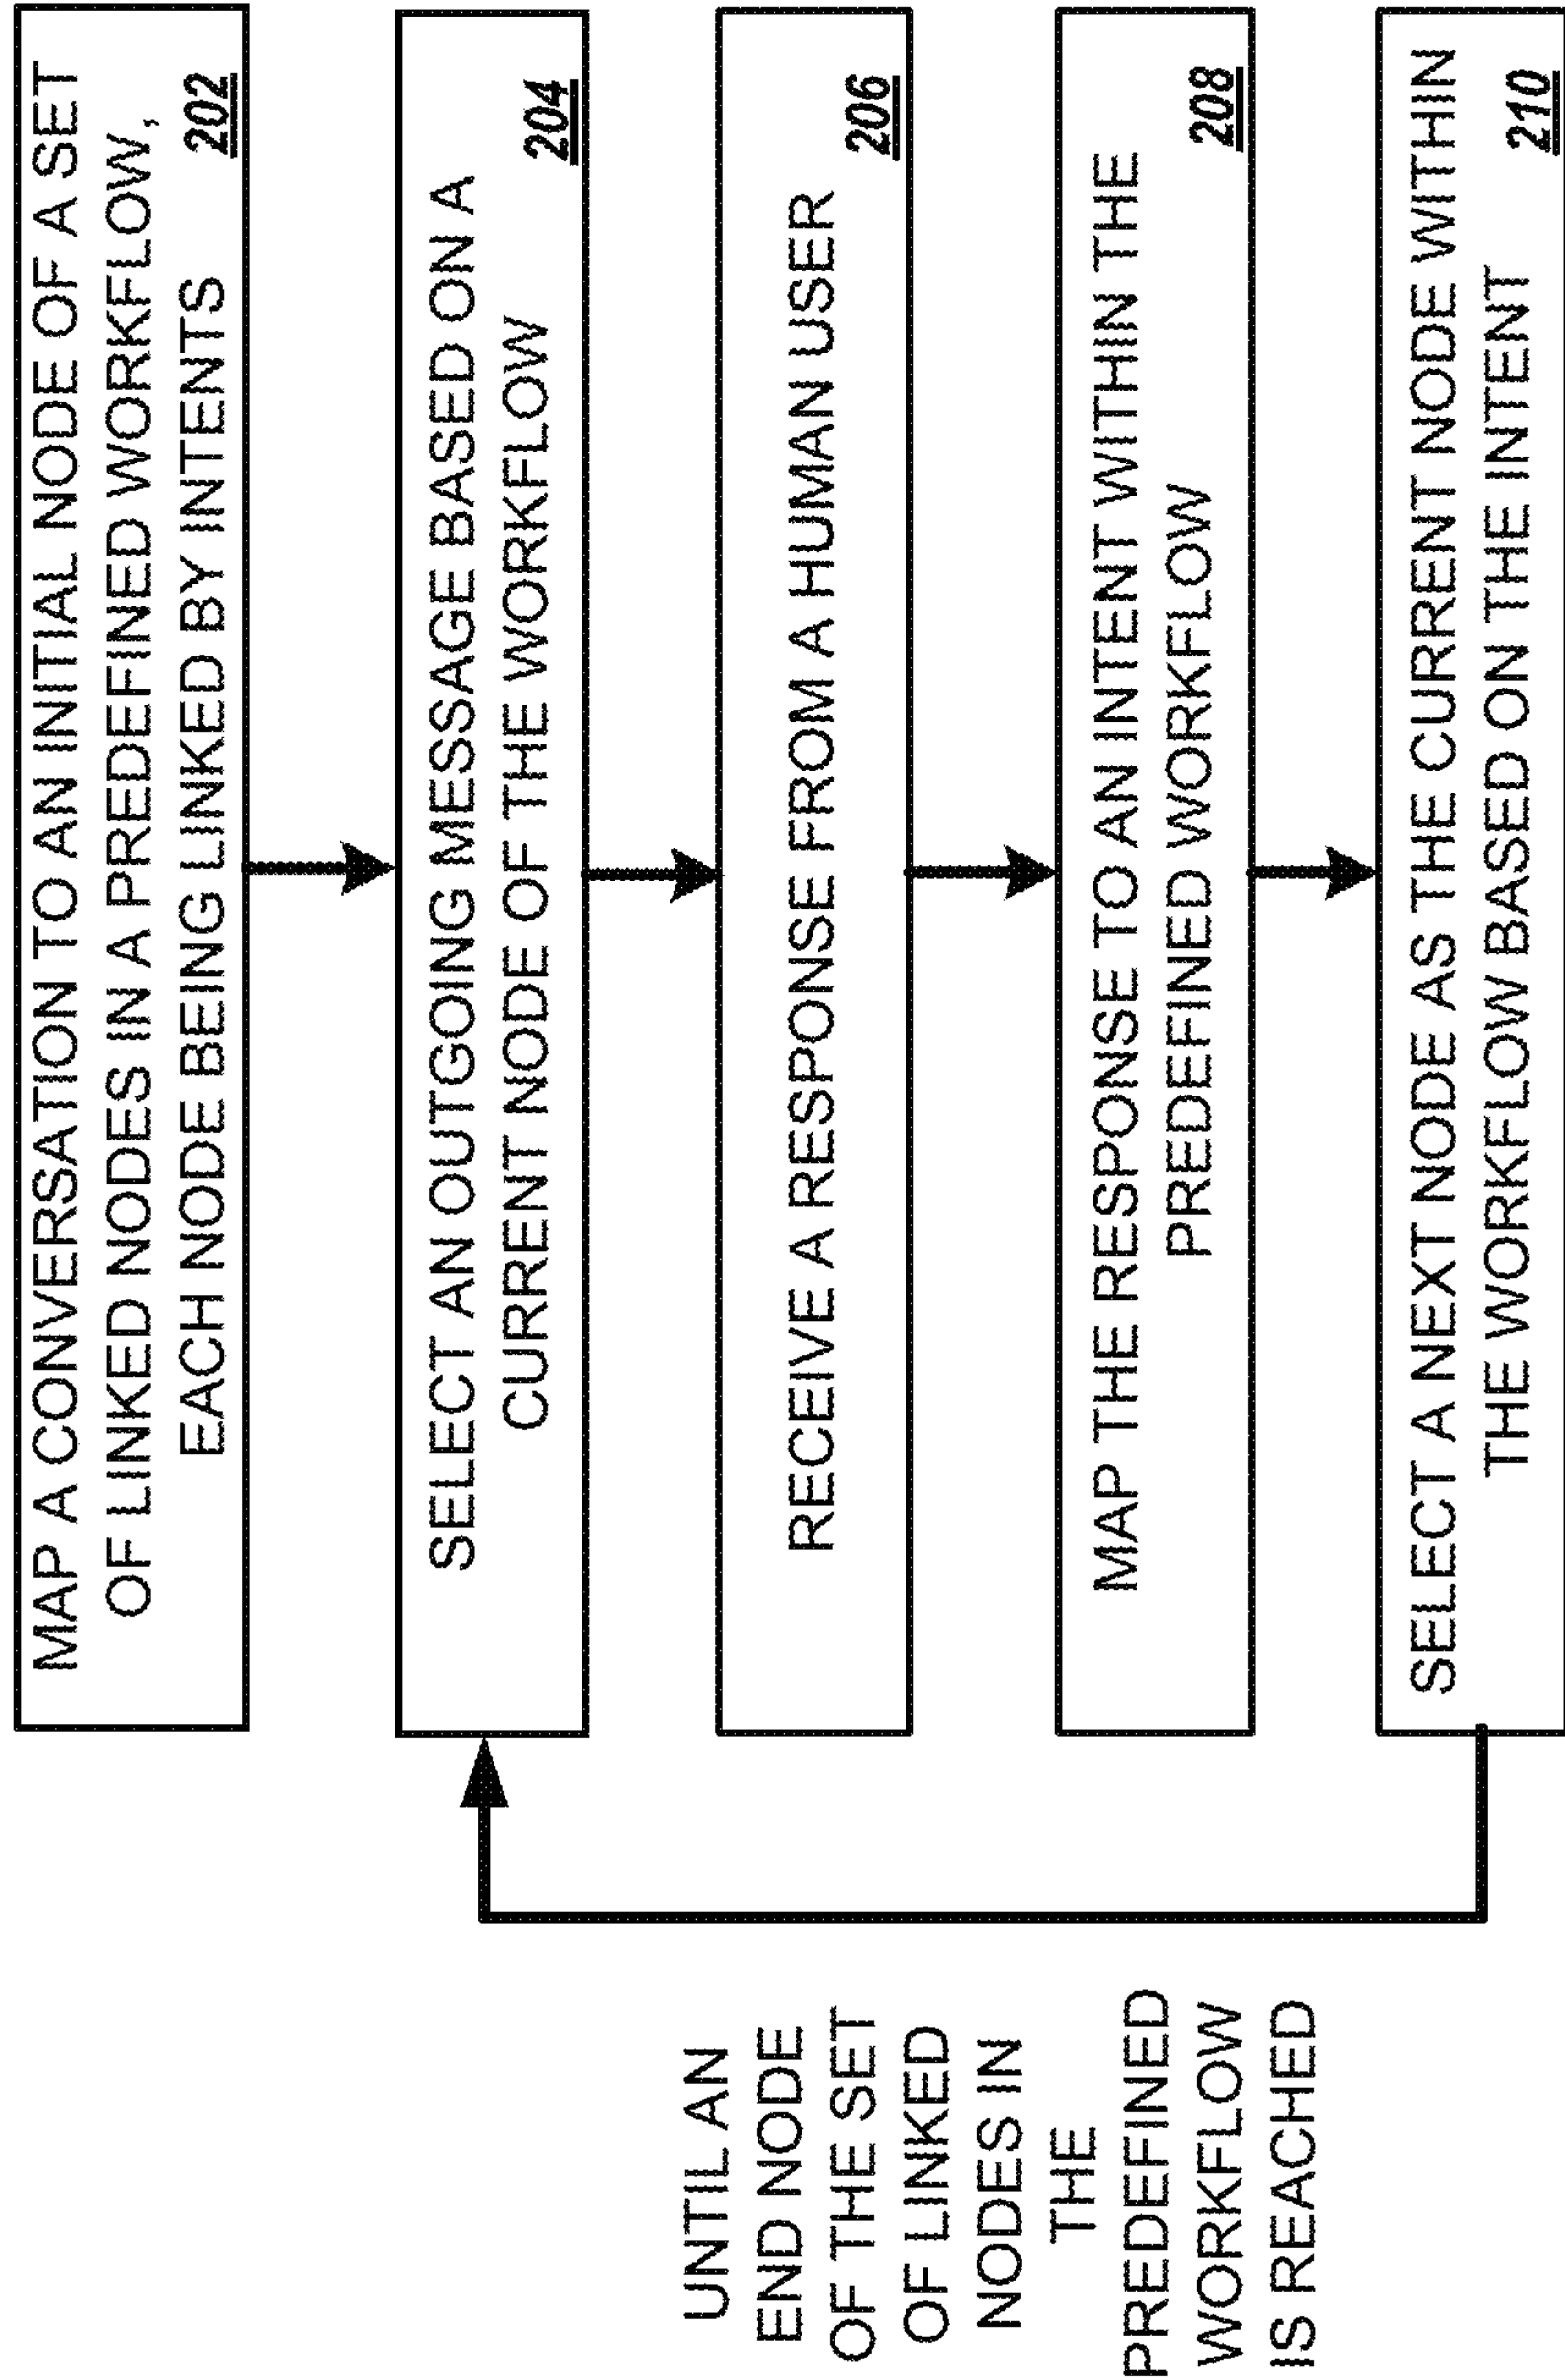 MAP A CONVERSATION TO AN INITIAL NODE OF A SET
OF LINKED NODES IN A PREDEFINED WORKFLOW,
EACH NODE BEING LINKED BY INTENTS 202
SELECT AN OUTGOING MESSAGE BASED ON A
CURRENT NODE OF THE WORKFLOW 204
RECEIVE A RESPONSE FROM A HUMAN USER
206
MAP THE RESPONSE TO AN INTENT WITHIN THE
PREDEFINED WORKFLOW 208
SELECT A NEXT NODE AS THE CURRENT NODE WITHIN
THE WORKFLOW BASED ON THE INTENT 210
UNTIL AN
END NODE
OF THE SET
OF LINKED
NODES IN
THE
PREDEFINED
WORKFLOW
IS REACHED